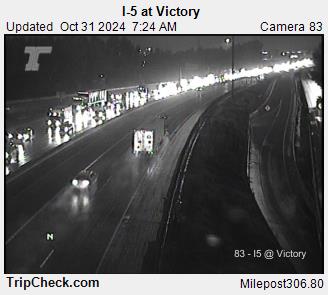 I-5 at Victory
Updated Oct 31 2024 7:24 AM Camera 83
T
N
83 - I5 @ Victory
TripCheck.com Milepost306.80